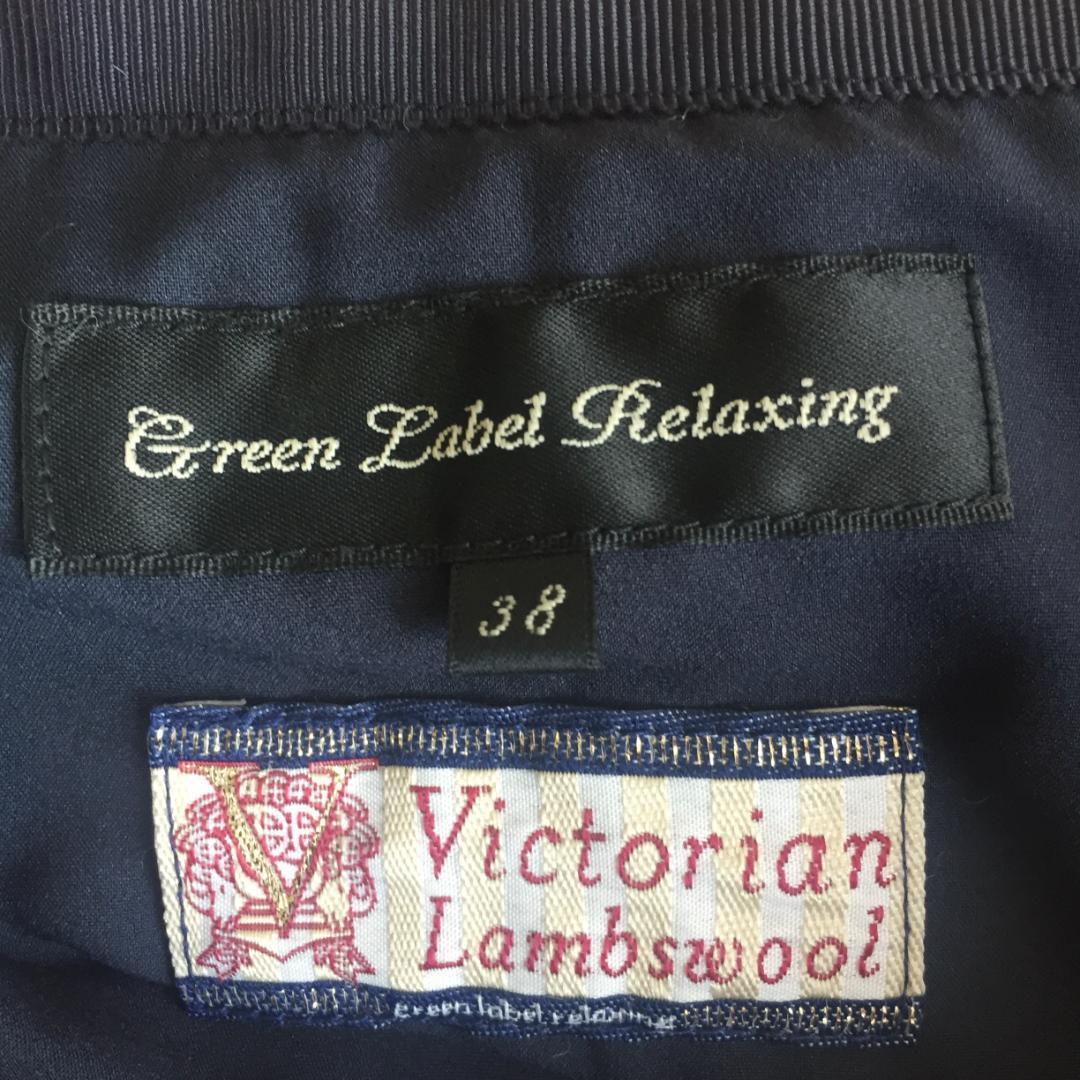 Green Label Relaxing
38
V
Victorian
Lambswool
green label relaxing